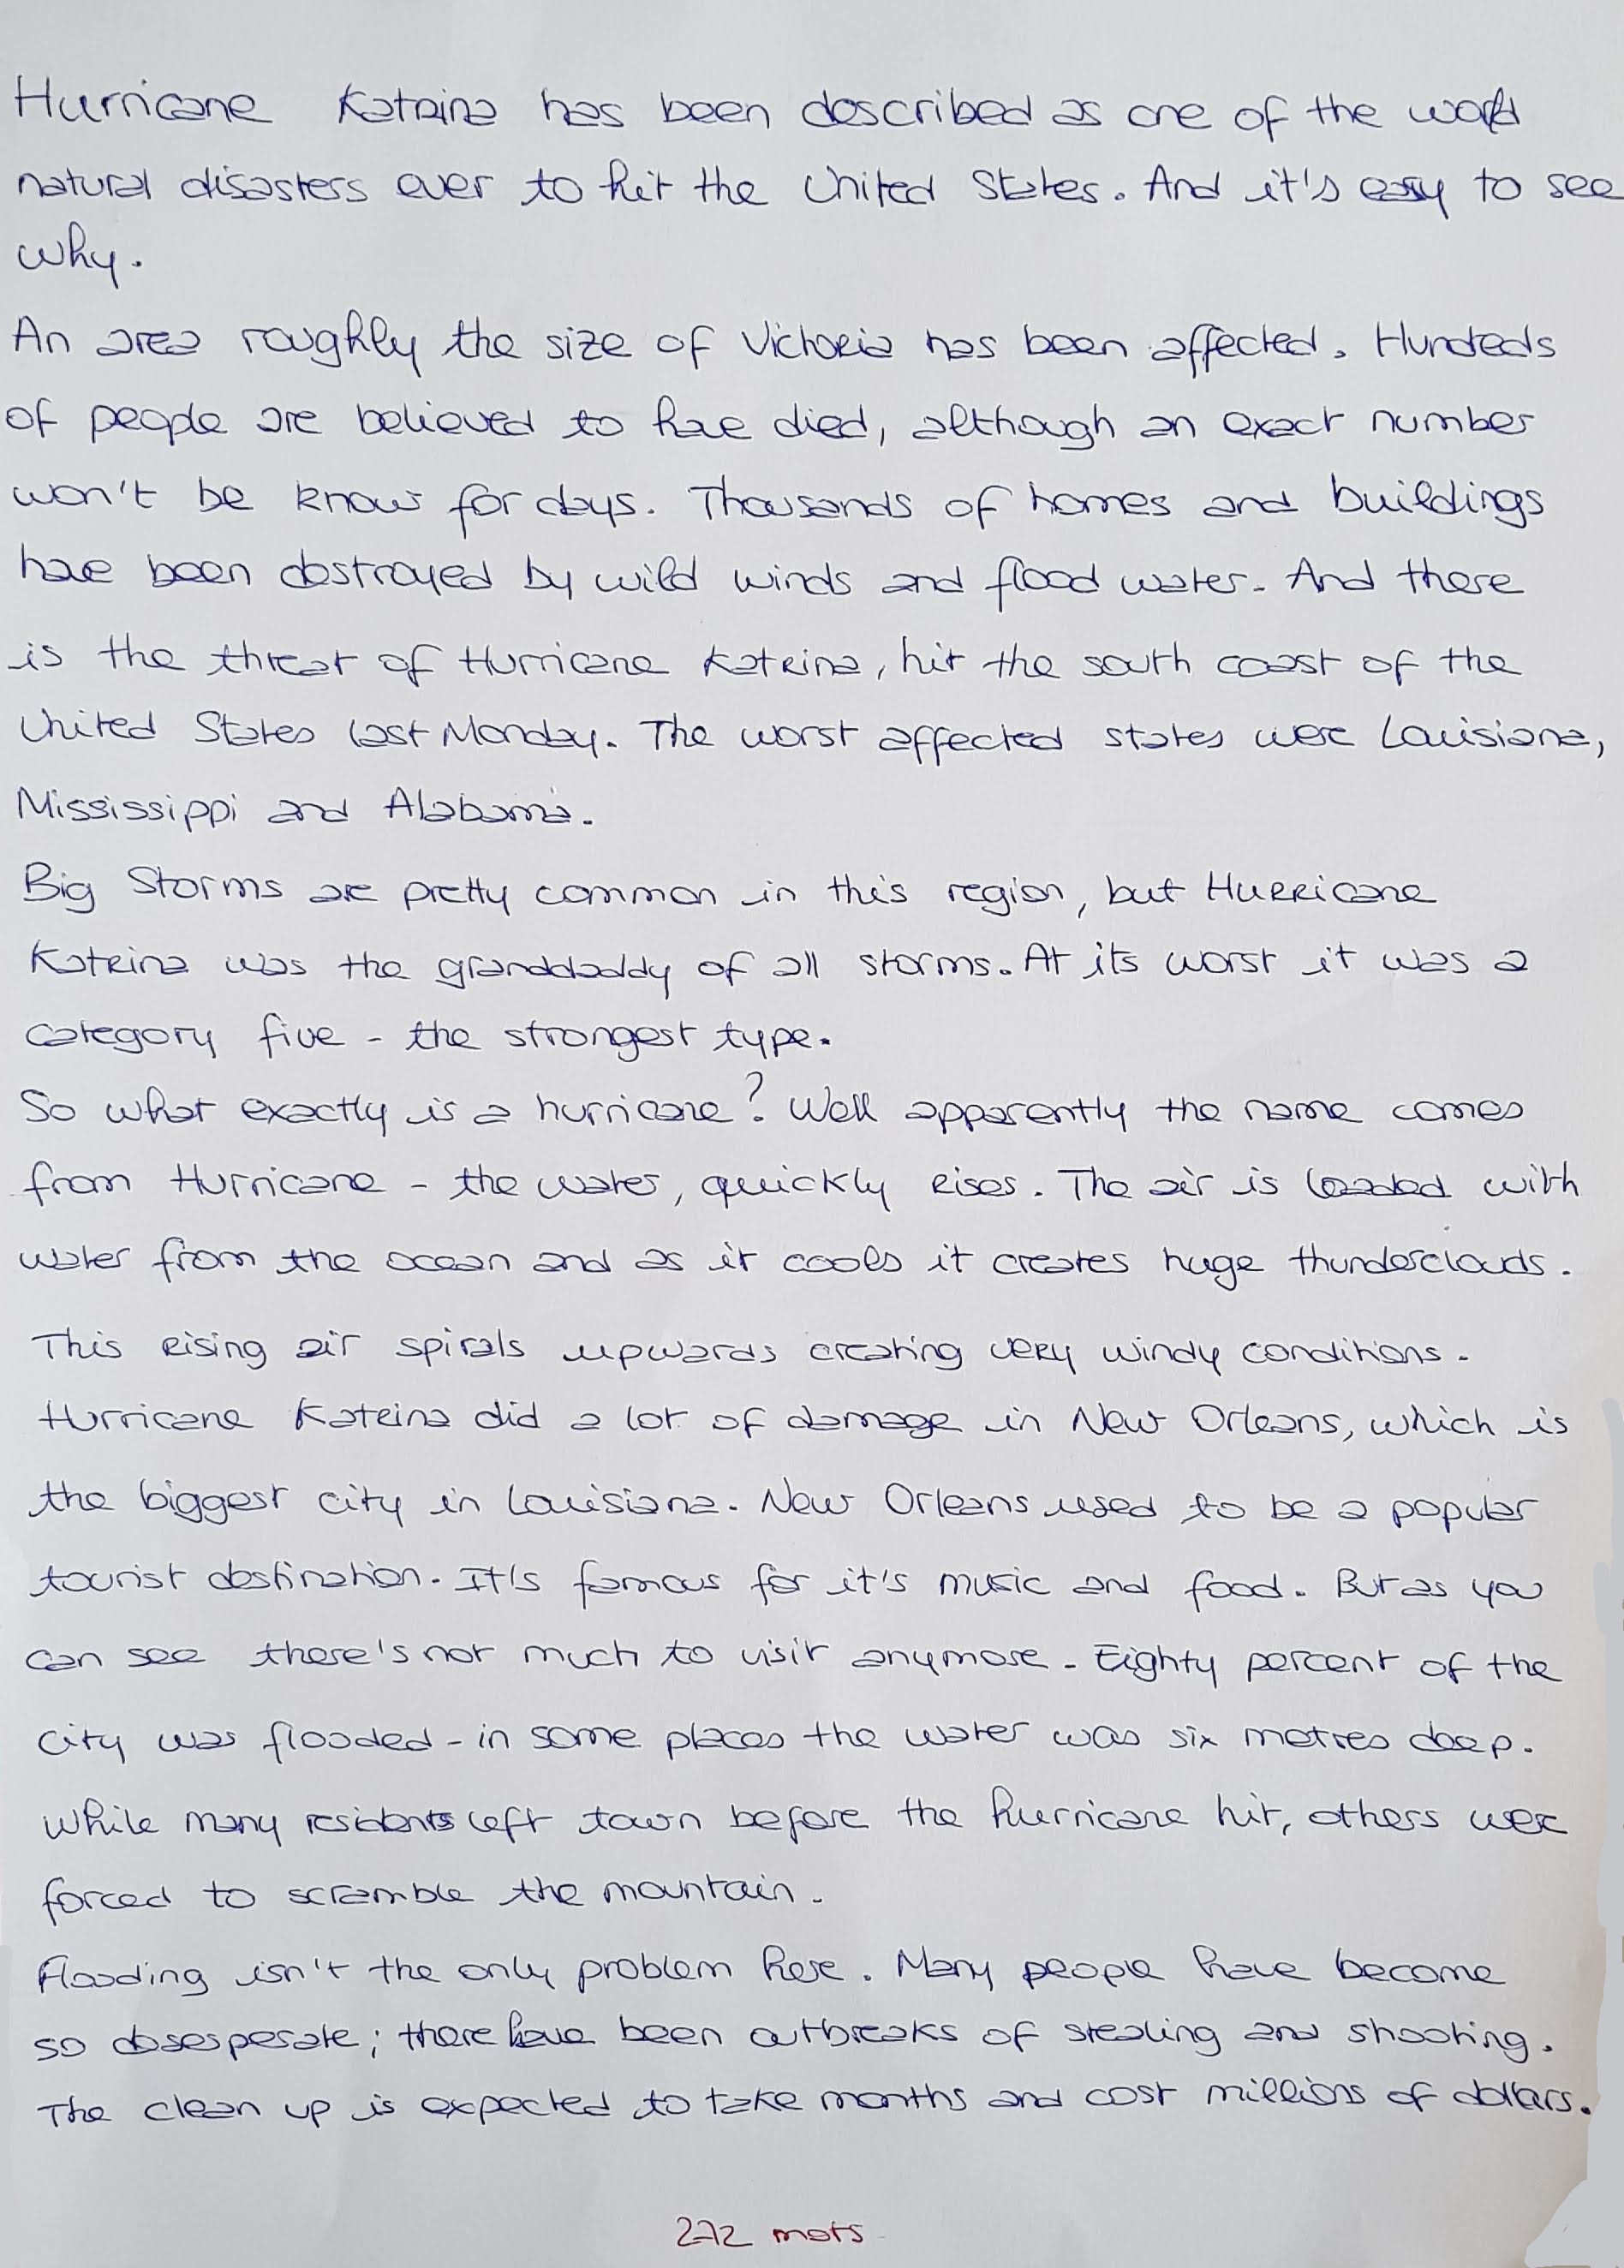 Hurricane Katrina has been described as one of the world
natural disasters ever to hit the United States. And it's easy to see
why.
An area roughly the size of Victoria has been affected. Hundreds
of people are believed to have died, although an exact number
won't be know for days. Thousands of homes and buildings
have been destroyed by wild winds and flood water. And there
is the threat of Hurricane Katrina, hit the south coast of the
United States last Monday. The worst affected states were Louisiana,
Mississippi and Alabama.
Big Storms are pretty common in this region, but Hurricane
Katrina was the granddaddy of all storms. At its worst it was a
category five - the strongest type.
So what exactly is a hurricane? Well apparently the name comes
from Hurricane - the water, quickly rises. The air is loaded with
water from the ocean and as it cools it creates huge thunderclouds.
This rising air spirals upwards creating very windy conditions.
Hurricane Katrina did a lot of damage in New Orleans, which is
the biggest city in Louisiana. New Orleans used to be a popular
tourist destination. It's famous for it's music and food. But as you
can see there's not much to visit anymore. Eighty percent of the
city was flooded - in some places the water was six metres deep.
While many residents left town before the hurricane hit, others were
forced to scramble the mountain.
Flooding isn't the only problem here. Many people have become
so desesperate; there have been outbreaks of stealing and shooting.
The clean up is expected to take months and cost millions of dollars.
272 mots